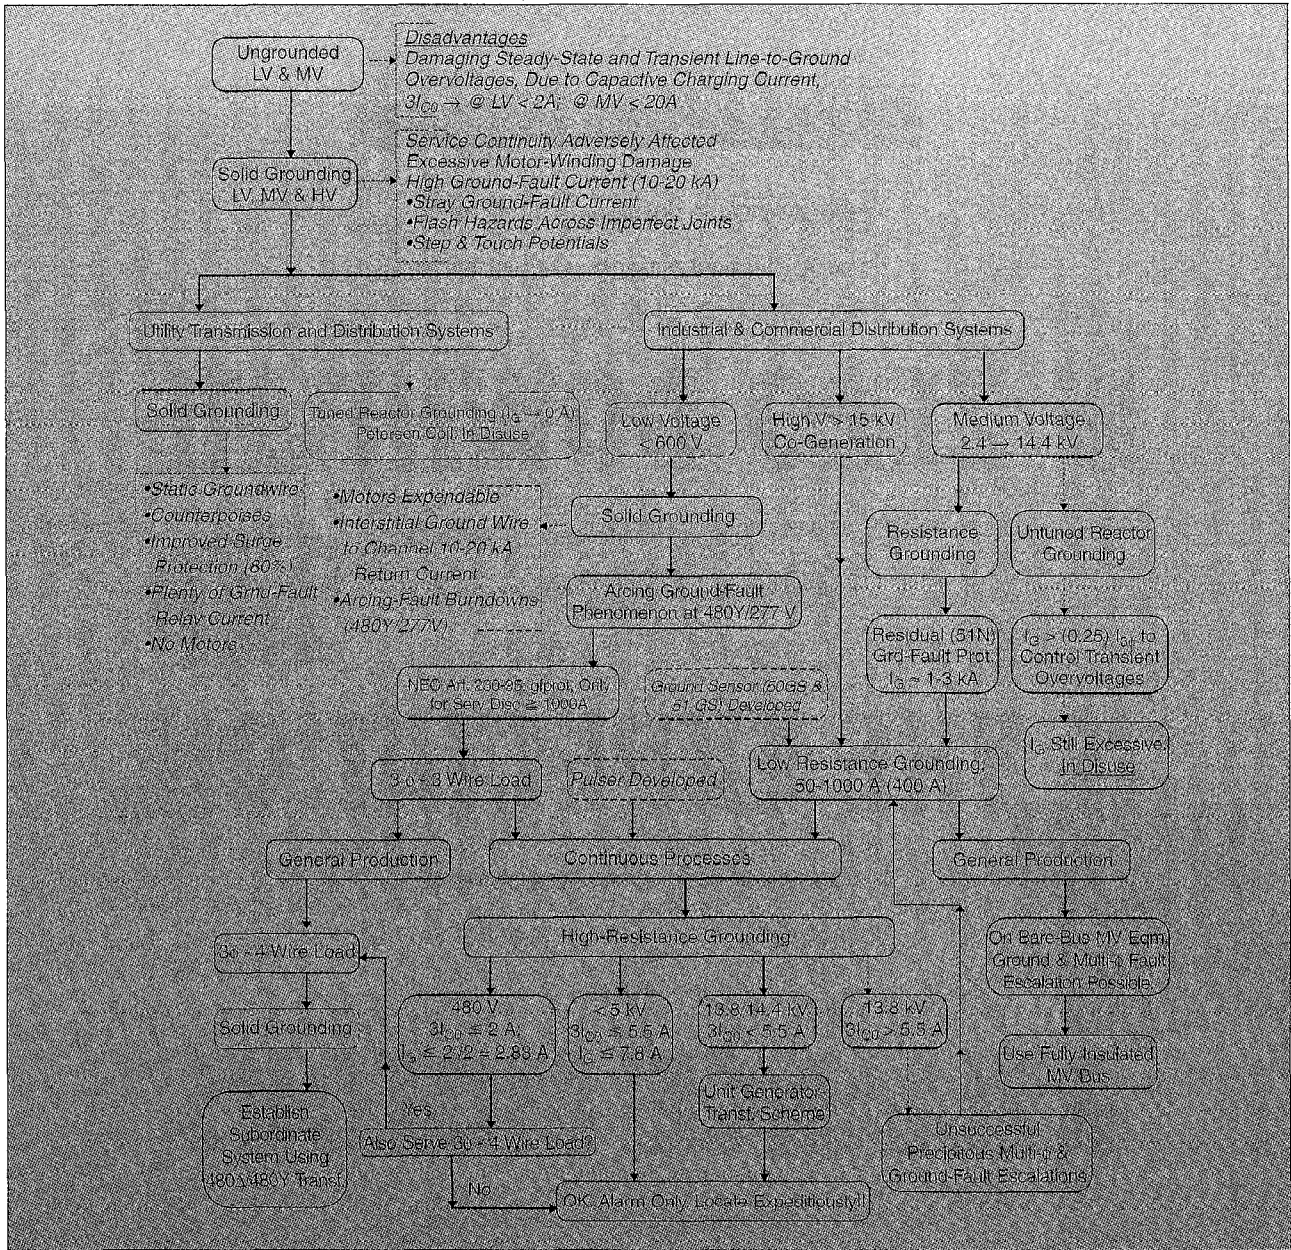 Ungrounded
LV & MV
Disadvantages
Damaging Steady-State and Transient Line-to-Ground
Overvoltages, Due to Capactive Charging Current,
3I_C0 → @ LV < 2A; @ MV < 20A
Solid Grounding
LV, MV & HV
Service Continuity Adversely Affected
Excessive Motor-Winding Damage
High Ground-Fault Current (10-20 kA)
•Stray Ground-Fault Current
•Flash Hazards Across Imperfect Joints
•Step & Touch Potentials
Utility Transmission and Distribution Systems
Industrial & Commercial Distribution Systems
Solid Grounding
Tuned Reactor Grounding (I_G → 0 A)
Peterson Coil. In Disuse
Low Voltage
< 600 V
High V > 15 kV
Co-Generation
Medium Voltage
2.4 → 14.4 kV
•Static Groundwire
•Counterpoises
•Improved Surge
Protection (80%)
•Plenty of Grnd-Fault
Relay Current
•No Motors
•Motors Expendable
•Interstitial Ground Wire
to Channel 10-20 kA
Return Current
•Arcing-Fault Burndowns
(480Y/277V)
Solid Grounding
Resistance
Grounding
Untuned Reactor
Grounding
Arcing Ground-Fault
Phenomenon at 480Y/277 V
Residual (51N)
Grd-Fault Prot.
I_G ~ 1-3 kA
I_G > (0.25) to
Control Transient
Overvoltages
NEC Art. 230-95, gfprot. Only
for Serv Disc ≧ 1000A
Ground Sensor (50GS &
51 GS) Developed
I_G Still Excessive.
In Disuse
3 ø - 3 Wire Load
Pulser Developed
Low Resistance Grounding,
50-1000 A (400 A)
General Production
Continuous Processes
General Production
High-Resistance Grounding
3ø - 4 Wire Load
On Bare-Bus MV Eqm.
Ground & Multi-ø Fault
Escalation Possible
480 V
3I_C0 ≦ 2 A;
I_G ≦ 2√2 = 2.83 A
< 5 kV
3I_C0 ≦ 5.5 A
I_G ≦ 7.8 A
13.8/14.4 kV
3I_C0 < 5.5 A
13.8 kV
3I_C0 > 5.5 A
Solid Grounding
Use Fully Insulated
MV Bus
Unit Generator-
Transf. Scheme
Establish
Subordinate
System Using
480Δ/480Y Transf.
Yes
Also Serve 3ø - 4 Wire Load?
Unsuccessful
Precipitous Multi-ø &
Ground-Fault Escalations
No
OK, Alarm Only, Locate Expeditiously!!